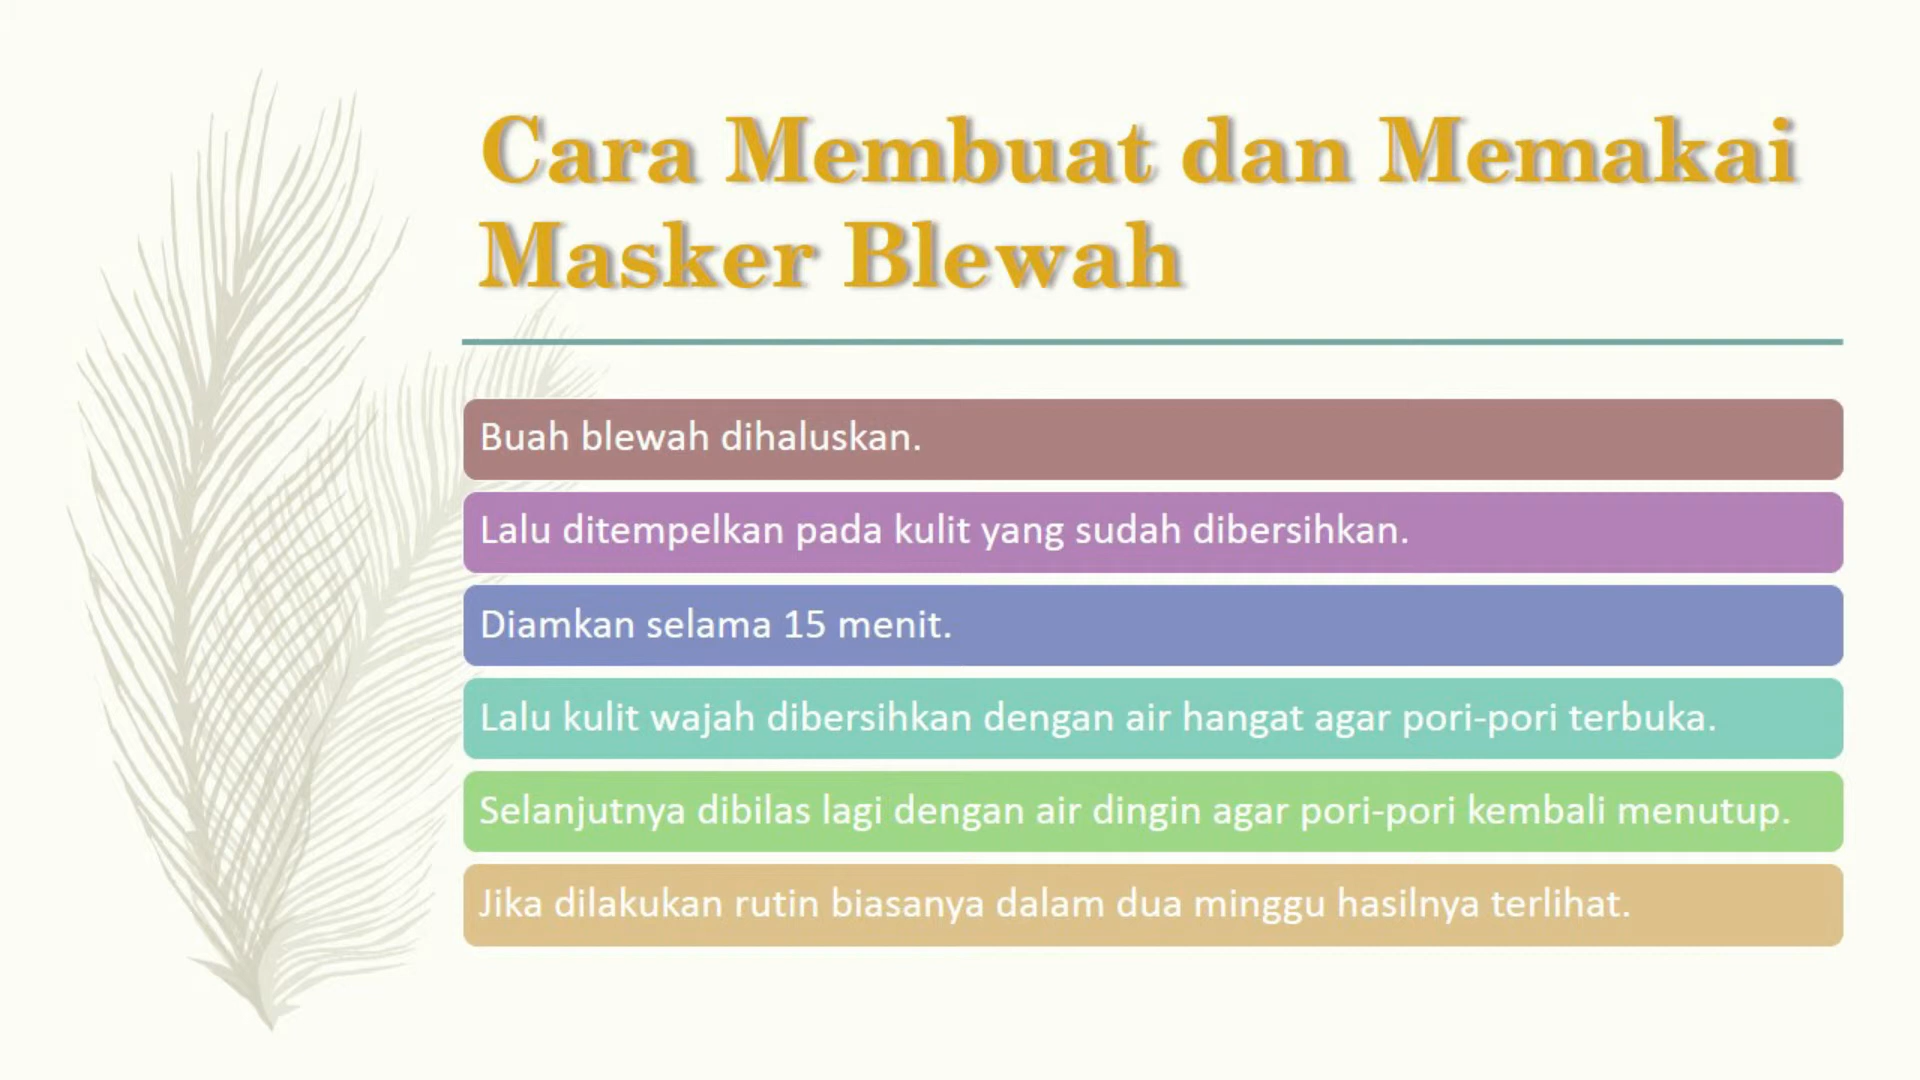 Cara Membuat dan Memakai
Masker Blewah
Buah blewah dihaluskan.
Lalu ditempelkan pada kulit yang sudah dibersihkan.
Diamkan selama 15 menit.
Lalu kulit wajah dibersihkan dengan air hangat agar pori-pori terbuka.
Selanjutnya dibilas lagi dengan air dingin agar pori-pori kembali menutup.
Jika dilakukan rutin biasanya dalam dua minggu hasilnya terlihat.